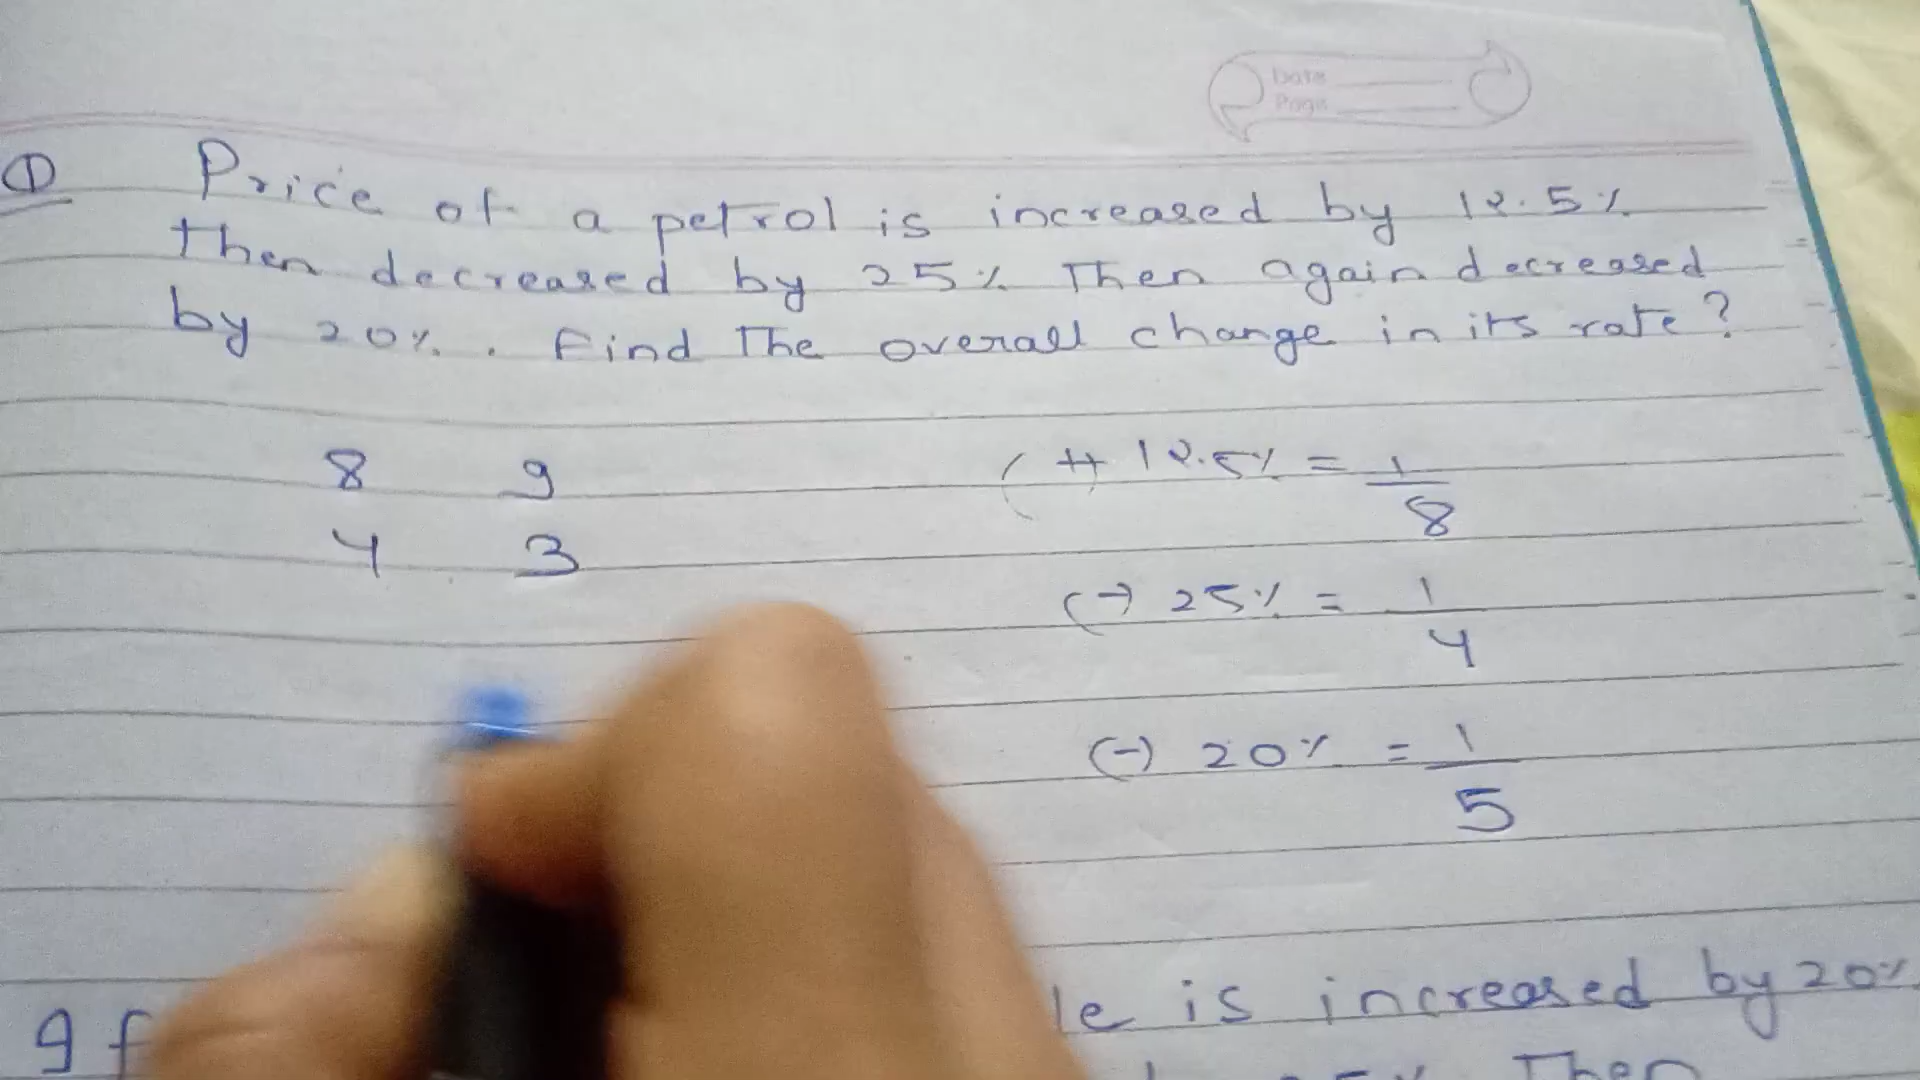 Date
Page
① Price of a petrol is increased by 12.5%
then decreased by 25% Then again decreased
by 20%. . Find The overall change in its rate?
8 9
(+) 12.5% = 1/8
4 3
(-) 25% = 1/4
(-) 20% = 1/5
le is increased by 20%
Then